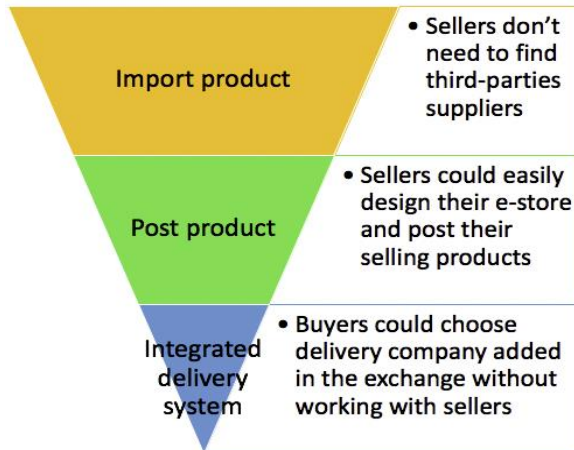 Import product
• Sellers don't
need to find
third-parties
suppliers
Post product
• Sellers could easily
design their e-store
and post their
selling products
Integrated
delivery
system
• Buyers could choose
delivery company added
in the exchange without
working with sellers